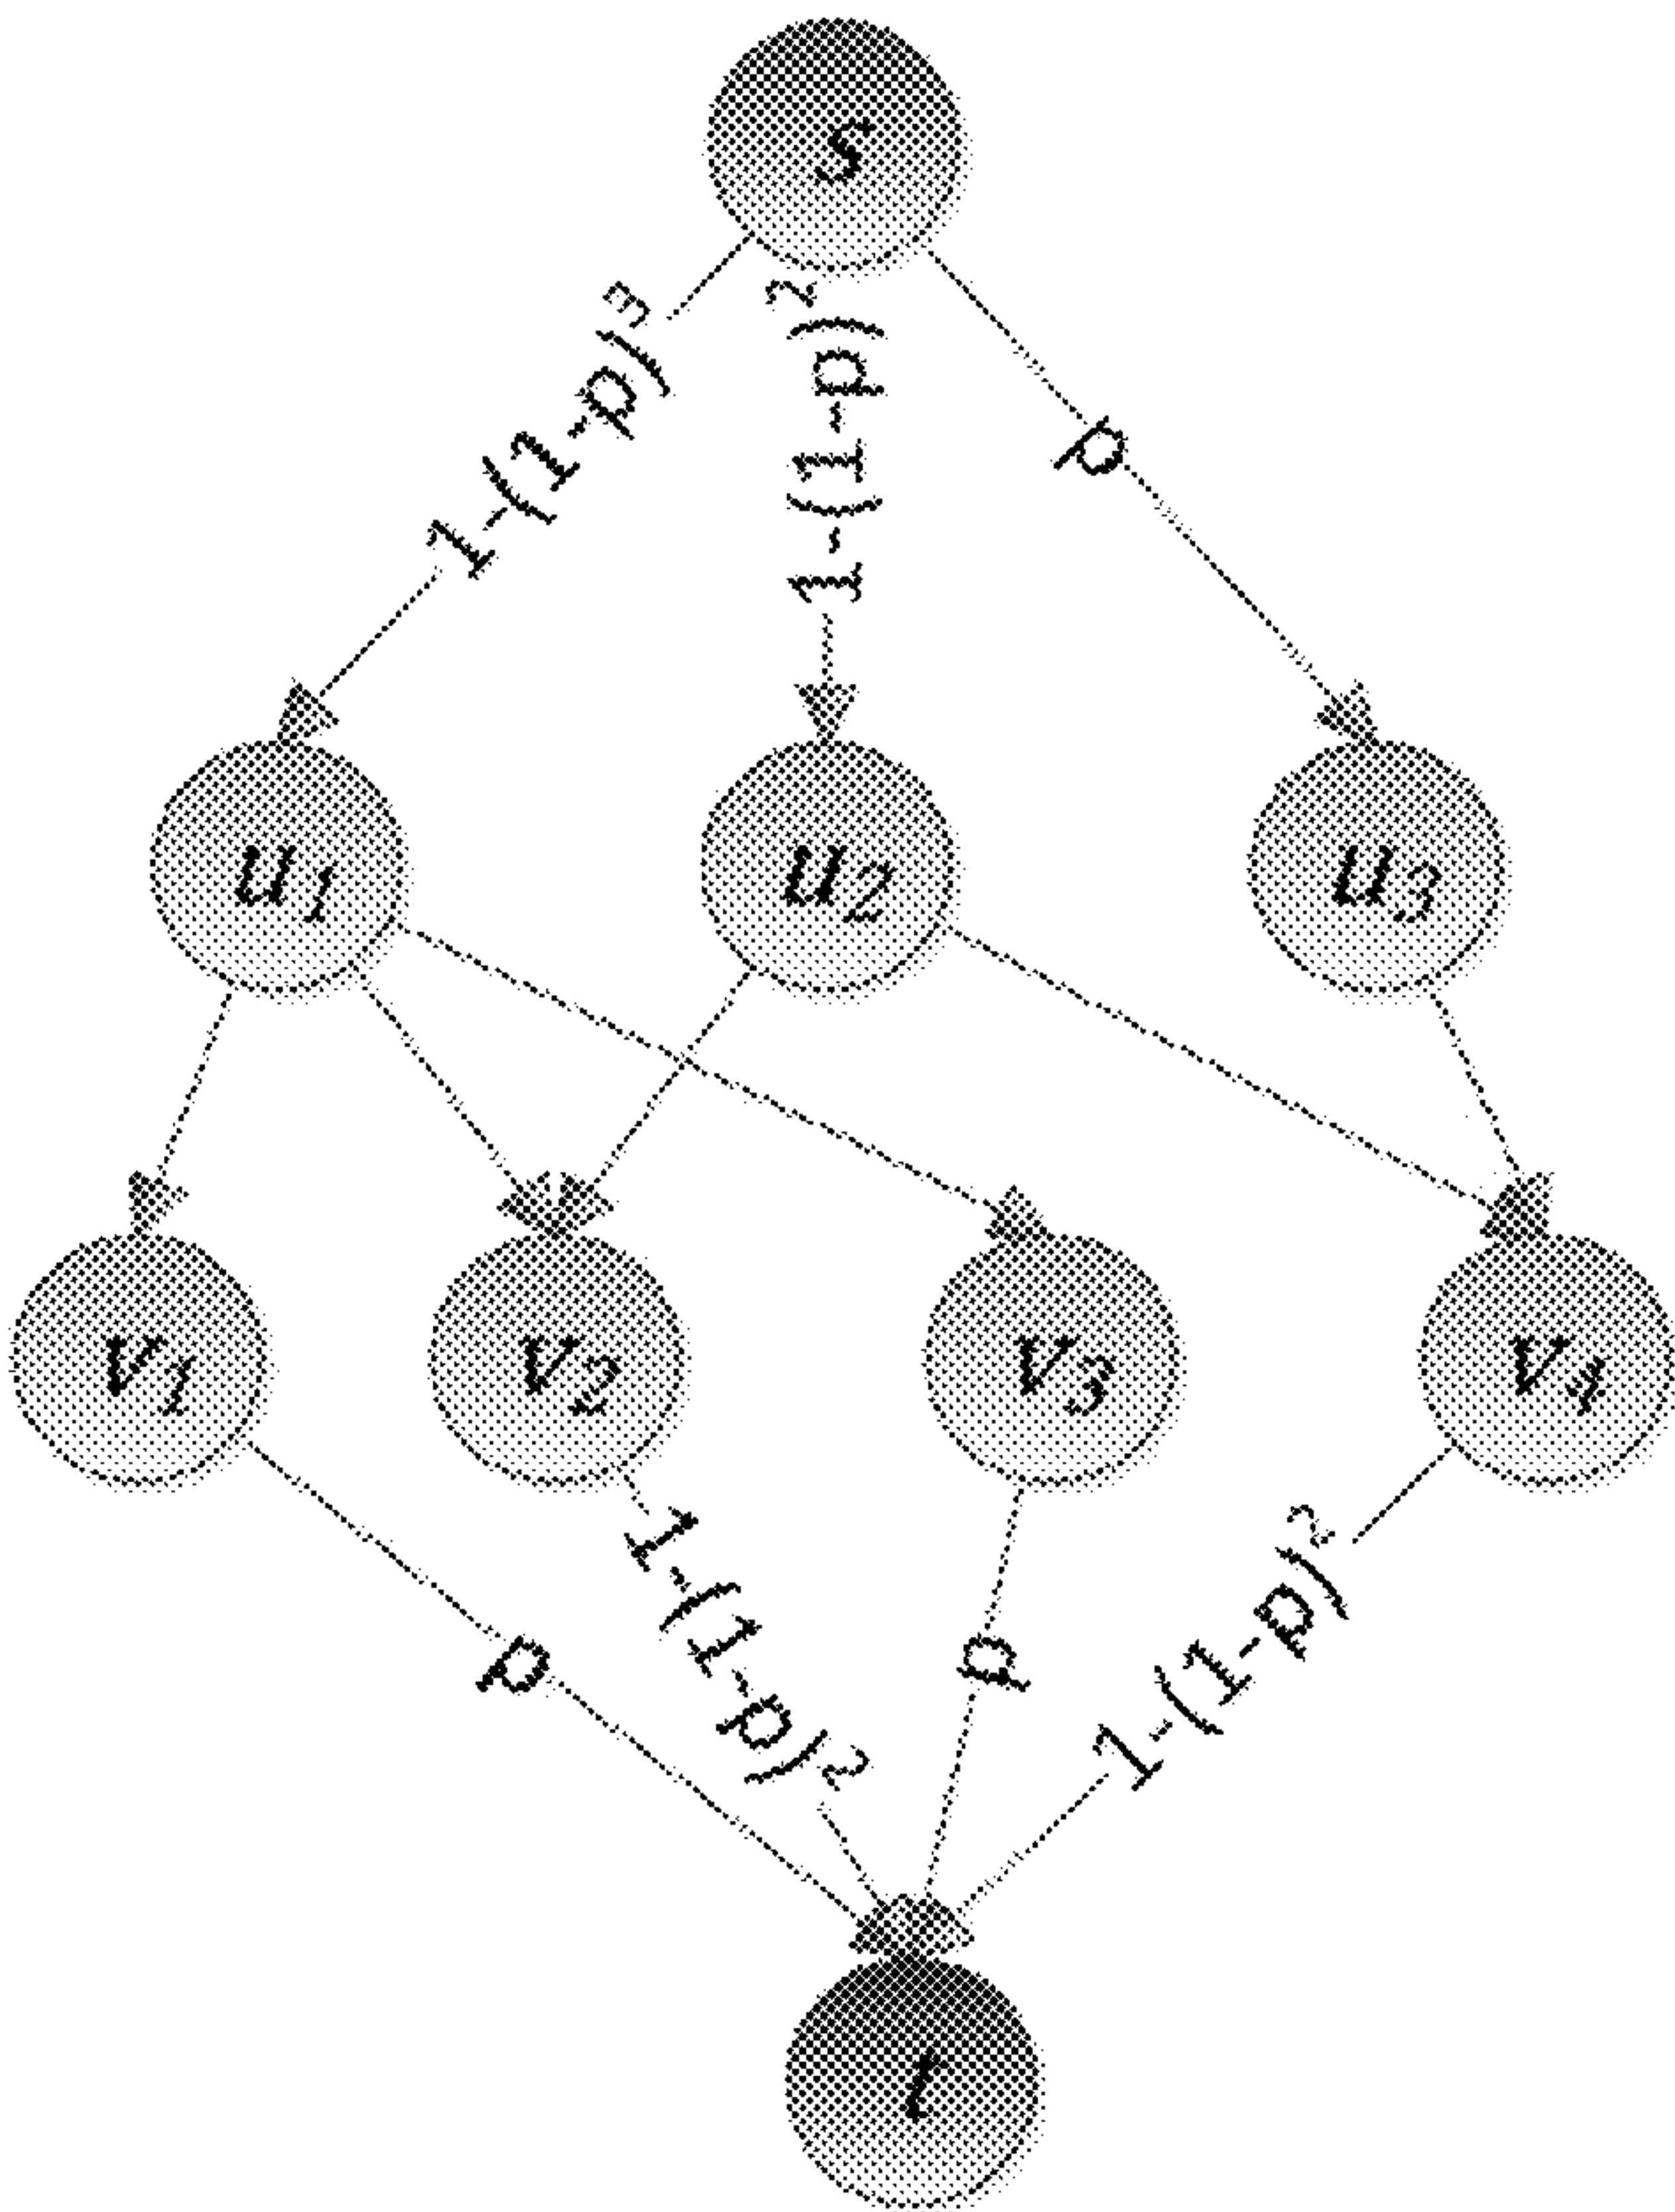 s
1-(1-p)³
1-(1-p)²
p
u₁
u₂
u₃
v₁
v₂
v₃
v₄
p
1-(1-p)²
p
1-(1-p)²
t